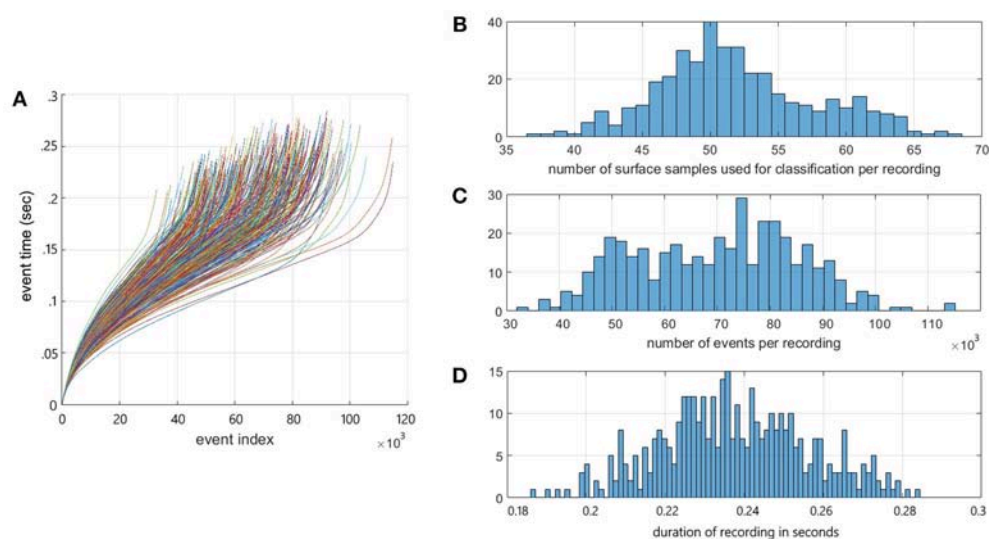 A
.3
.25
.2
.15
.1
.05
0
event time (sec)
0 20 40 60 80 100 120
× 10³
event index
B
40
20
0
35 40 45 50 55 60 65 70
number of surface samples used for classification per recording
C
30
20
10
0
30 40 50 60 70 80 90 100 110
× 10³
number of events per recording
D
15
10
5
0
0.18 0.2 0.22 0.24 0.26 0.28 0.3
duration of recording in seconds